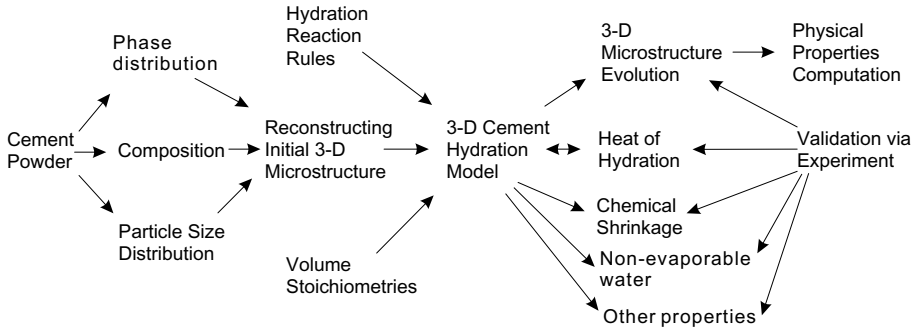 Hydration
Reaction
Rules
3-D
Microstructure
Evolution
Physical
Properties
Computation
Phase
distribution
Cement
Powder
Composition
Reconstructing
Initial 3-D
Microstructure
3-D Cement
Hydration
Model
Heat of
Hydration
Validation via
Experiment
Particle Size
Distribution
Chemical
Shrinkage
Volume
Stoichiometries
Non-evaporable
water
Other properties